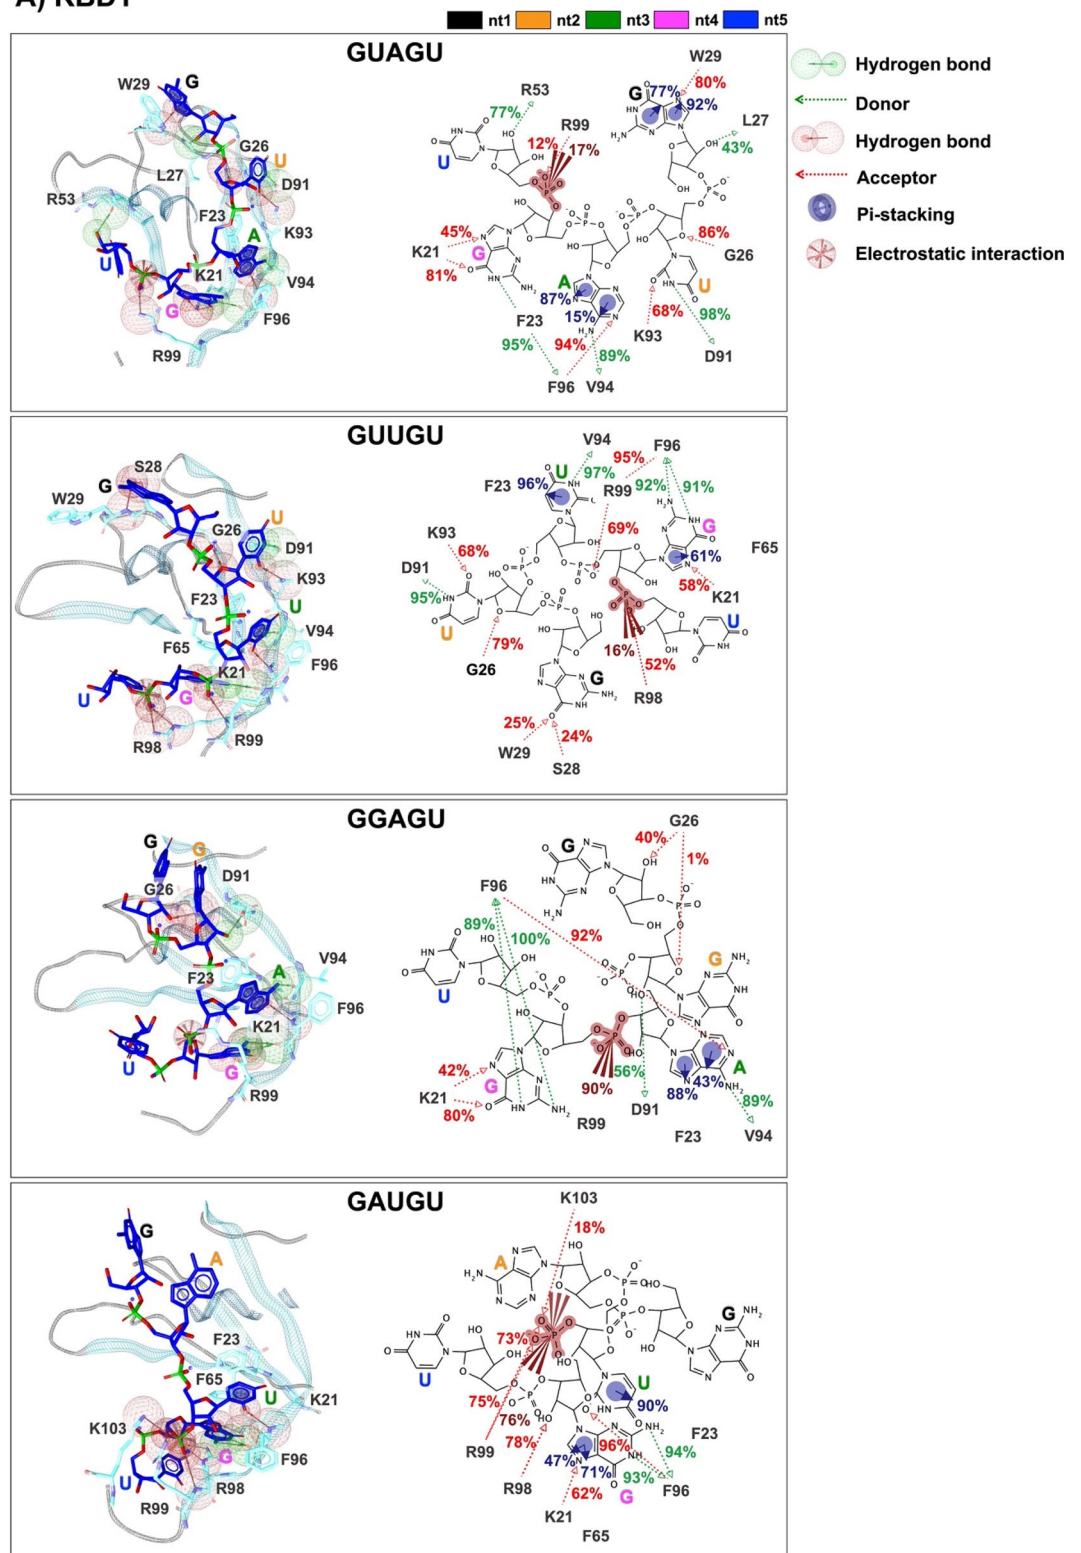 A) RBD1
nt1 nt2 nt3 nt4 nt5
Hydrogen bond
Donor
Hydrogen bond
Acceptor
Pi-stacking
Electrostatic interaction
GUAGU
W29
G
G26
U
D91
L27
R53
F23
K93
A
U
K21
V94
G
F96
R99
W29
80%
G
77%
92%
R53
77%
R99
12%
17%
L27
43%
U
45%
K21
G
81%
86%
G26
A
87%
15%
U
F23
95%
94%
89%
K93
68%
98%
D91
F96
V94
GUUGU
S28
G
W29
G26
U
D91
K93
F23
U
V94
F65
F96
K21
U
G
R98
R99
V94
F96
U
95%
97%
F23
96%
R99
92%
91%
G
K93
68%
69%
F65
D91
61%
95%
58%
K21
U
U
79%
16%
52%
G26
G
R98
25%
24%
W29
S28
GGAGU
G
G
D91
G26
V94
F23
A
F96
K21
U
G
R99
G26
40%
1%
G
F96
89%
100%
92%
G
U
42%
G
K21
80%
56%
90%
43%
88%
A
D91
R99
89%
F23
V94
GAUGU
G
A
F23
F65
U
K21
K103
G
F96
U
R98
R99
K103
18%
A
G
73%
U
U
75%
90%
76%
78%
96%
F23
R99
47%
71%
94%
93%
R98
62%
F96
K21
G
F65